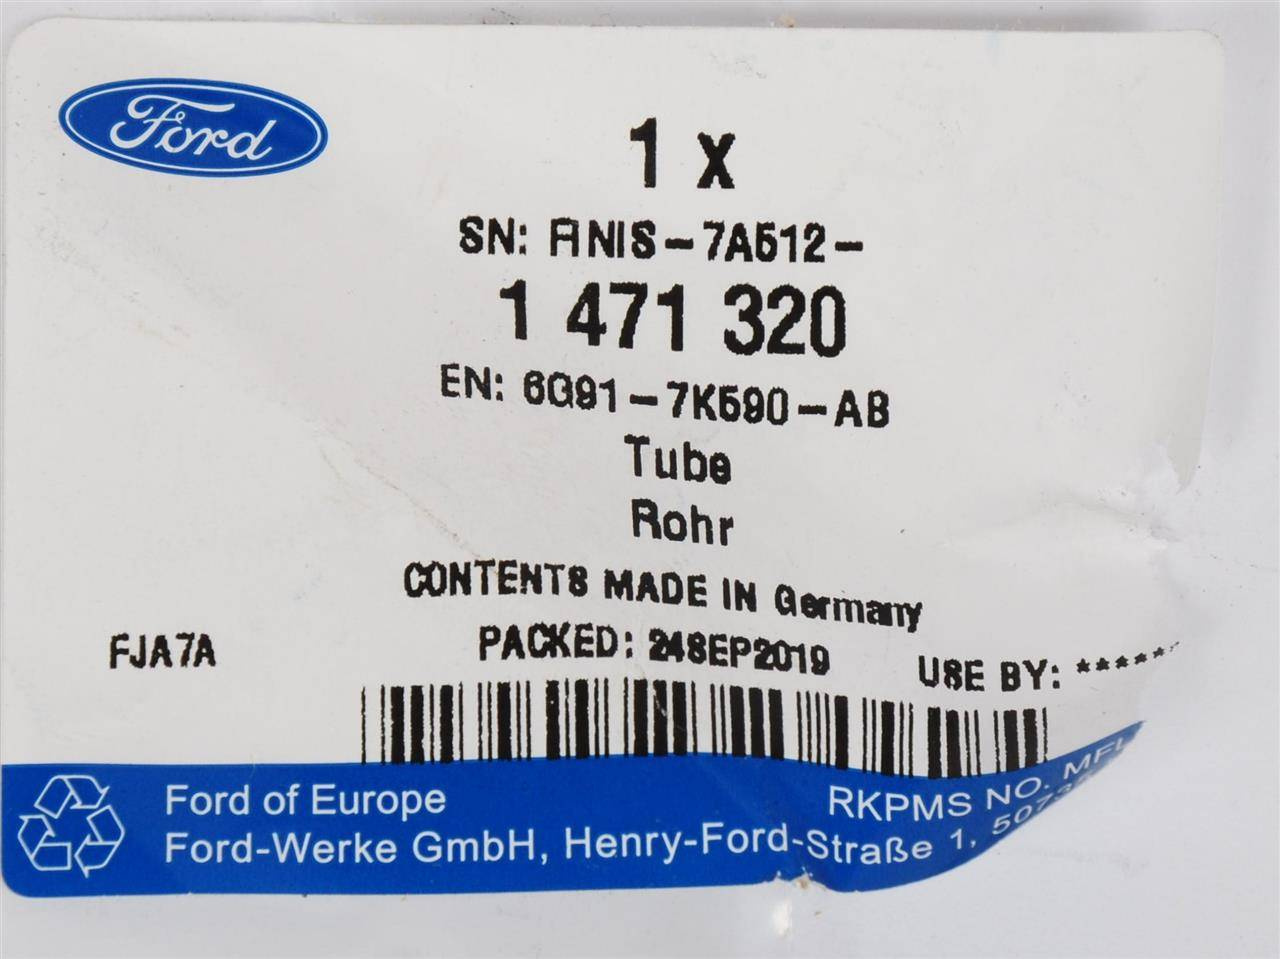 Ford
1 x
SN: FINIS-7A512-
1 471 320
EN: 6G91-7K590-AB
Tube
Rohr
CONTENTS MADE IN Germany
FJA7A
PACKED: 24SEP2019
USE BY: ******
Ford of Europe
RKPMS NO.
Ford-Werke GmbH, Henry-Ford-Straße 1,